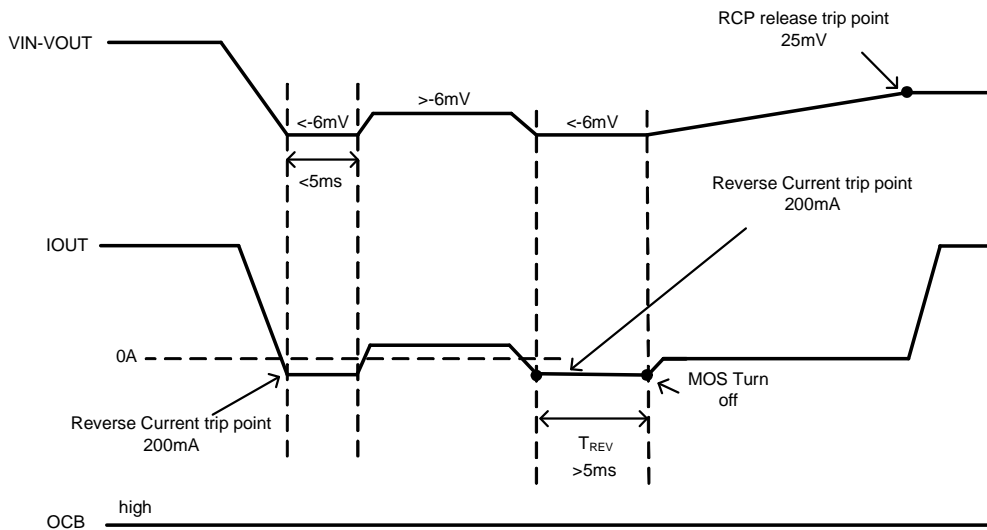 RCP release trip point
25mV
VIN-VOUT
<-6mV
>-6mV
<-6mV
<5ms
Reverse Current trip point
200mA
IOUT
0A
MOS Turn
off
Reverse Current trip point
200mA
TREV
>5ms
high
OCB